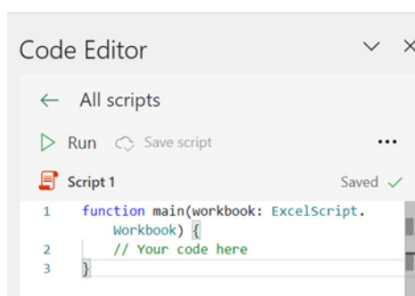 Code Editor
All scripts
Run Save script ...
Script 1 Saved
1 function main(workbook: ExcelScript.
Workbook) {
2 // Your code here
3 }